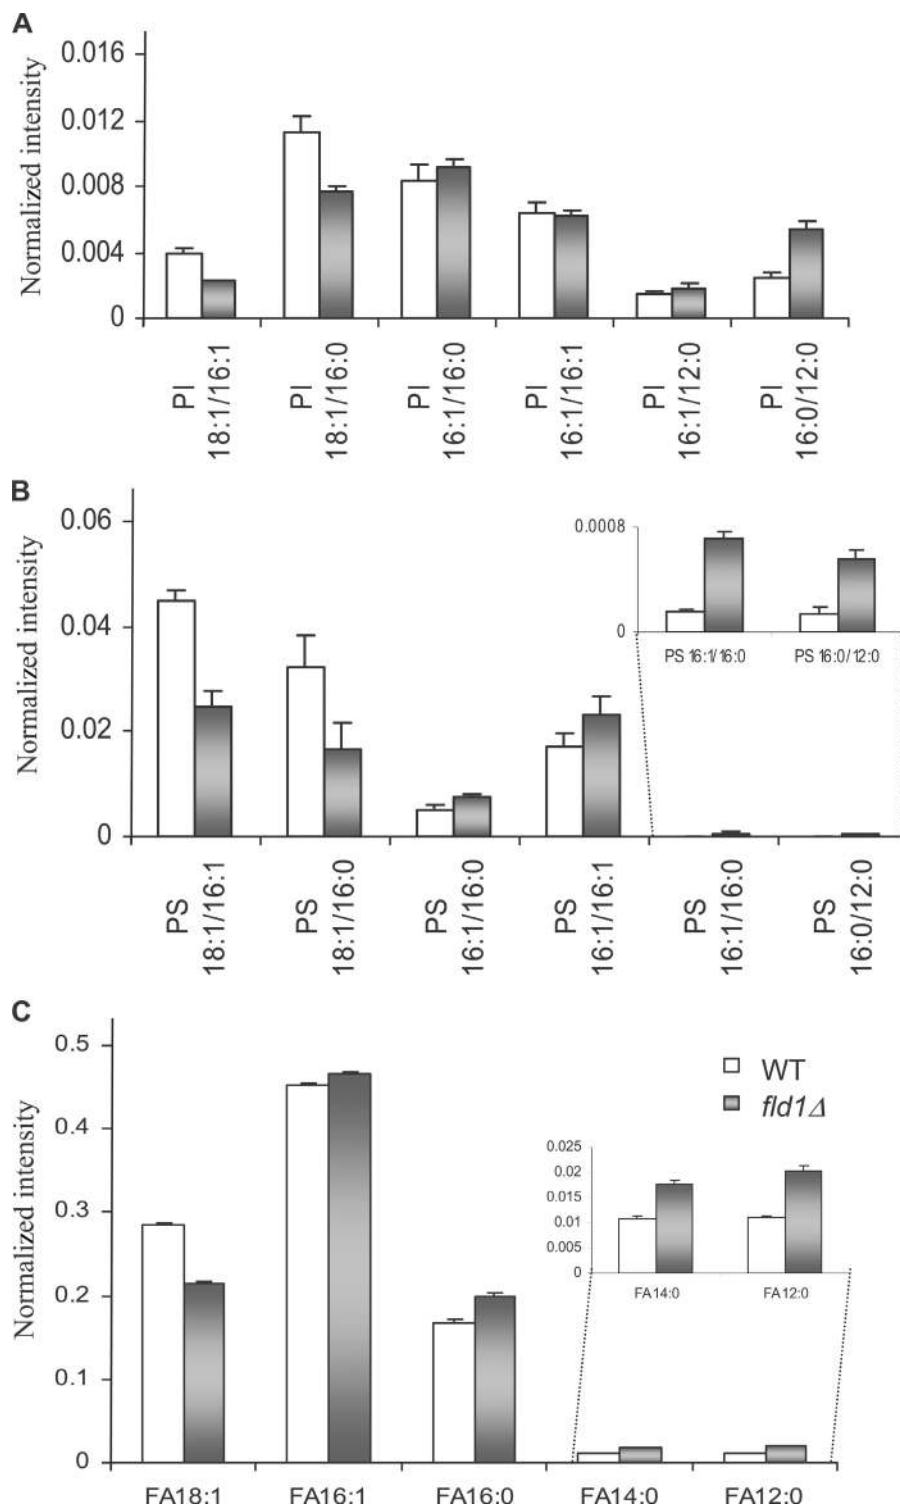 A
Normalized intensity
0.016
0.012
0.008
0.004
0
PI
18:1/16:1
PI
18:1/16:0
PI
16:1/16:0
PI
16:1/16:1
PI
16:1/12:0
PI
16:0/12:0
B
Normalized intensity
0.06
0.04
0.02
0
0.0008
0
PS 16:1/16:0
PS 16:0/12:0
PS
18:1/16:1
PS
18:1/16:0
PS
16:1/16:0
PS
16:1/16:1
PS
16:1/16:0
PS
16:0/12:0
C
Normalized intensity
0.5
0.4
0.3
0.2
0.1
0
WT
fld1Δ
0.025
0.02
0.015
0.01
0.005
0
FA14:0
FA12:0
FA18:1
FA16:1
FA16:0
FA14:0
FA12:0